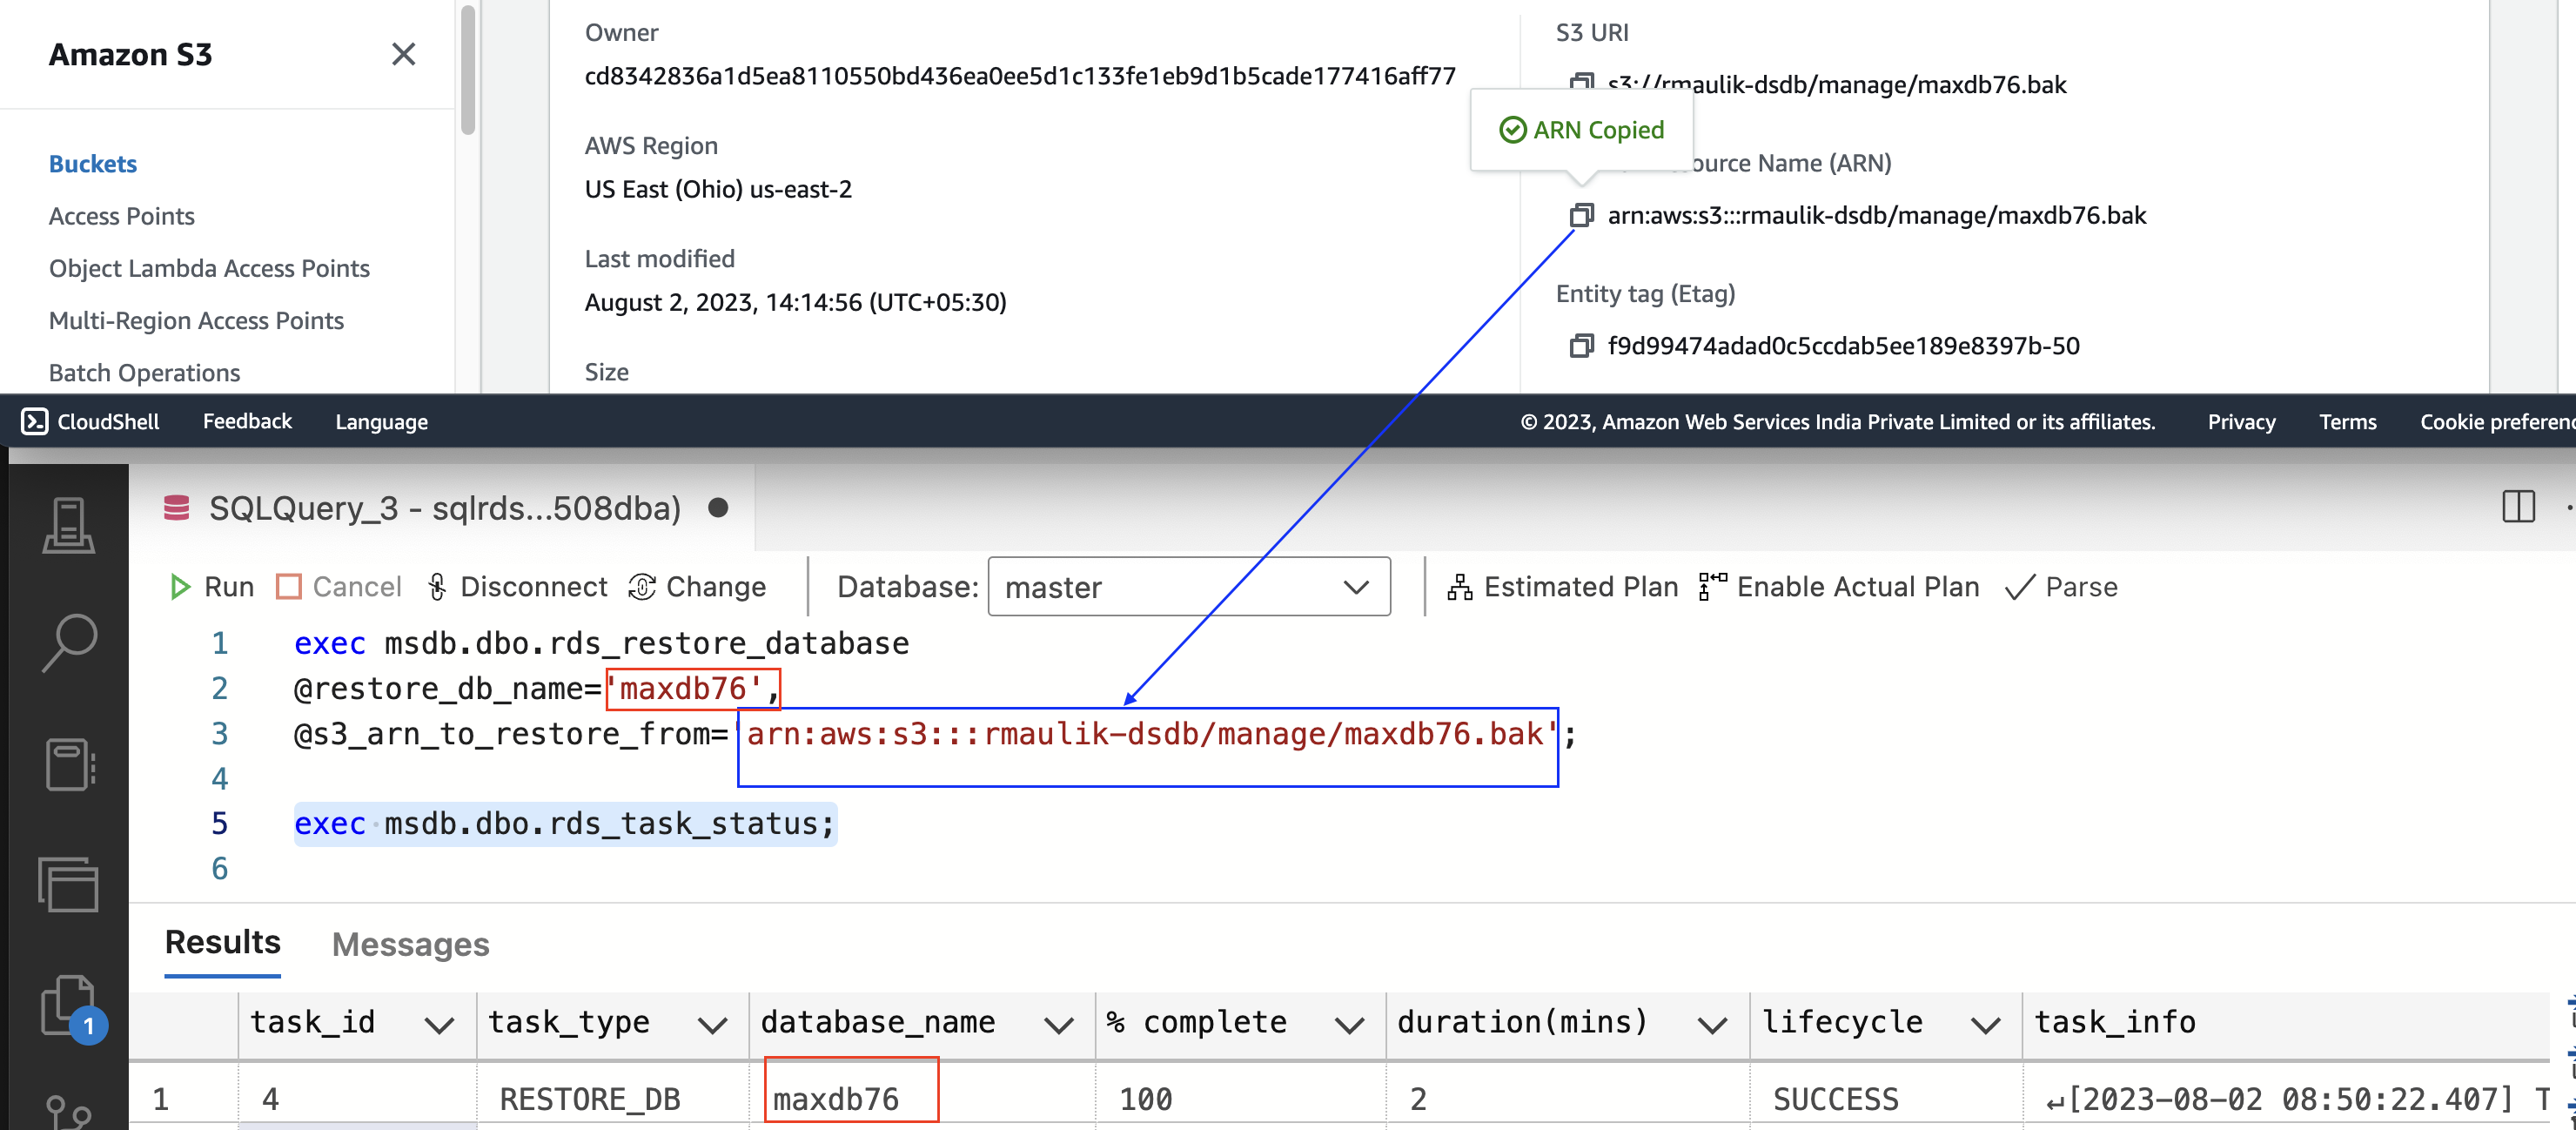 Amazon S3
Buckets
Access Points
Object Lambda Access Points
Multi-Region Access Points
Batch Operations
Owner
cd8342836a1d5ea8110550bd436ea0ee5d1c133fe1eb9d1b5cade177416aff77
AWS Region
US East (Ohio) us-east-2
Last modified
August 2, 2023, 14:14:56 (UTC+05:30)
Size
S3 URI
s3://rmaulik-dsdb/manage/maxdb76.bak
ARN Copied
ource Name (ARN)
arn:aws:s3:::rmaulik-dsdb/manage/maxdb76.bak
Entity tag (Etag)
f9d99474adad0c5ccdab5ee189e8397b-50
CloudShell Feedback Language © 2023, Amazon Web Services India Private Limited or its affiliates. Privacy Terms Cookie preferenc
SQLQuery_3 - sqlrds...508dba)
Run Cancel Disconnect Change Database: master Estimated Plan Enable Actual Plan Parse
1 exec msdb.dbo.rds_restore_database
2 @restore_db_name='maxdb76',
3 @s3_arn_to_restore_from='arn:aws:s3:::rmaulik-dsdb/manage/maxdb76.bak';
4
5 exec msdb.dbo.rds_task_status;
6
1
Results Messages
task_id task_type database_name % complete duration(mins) lifecycle task_info
1 4 RESTORE_DB maxdb76 100 2 SUCCESS ↵[2023-08-02 08:50:22.407] T